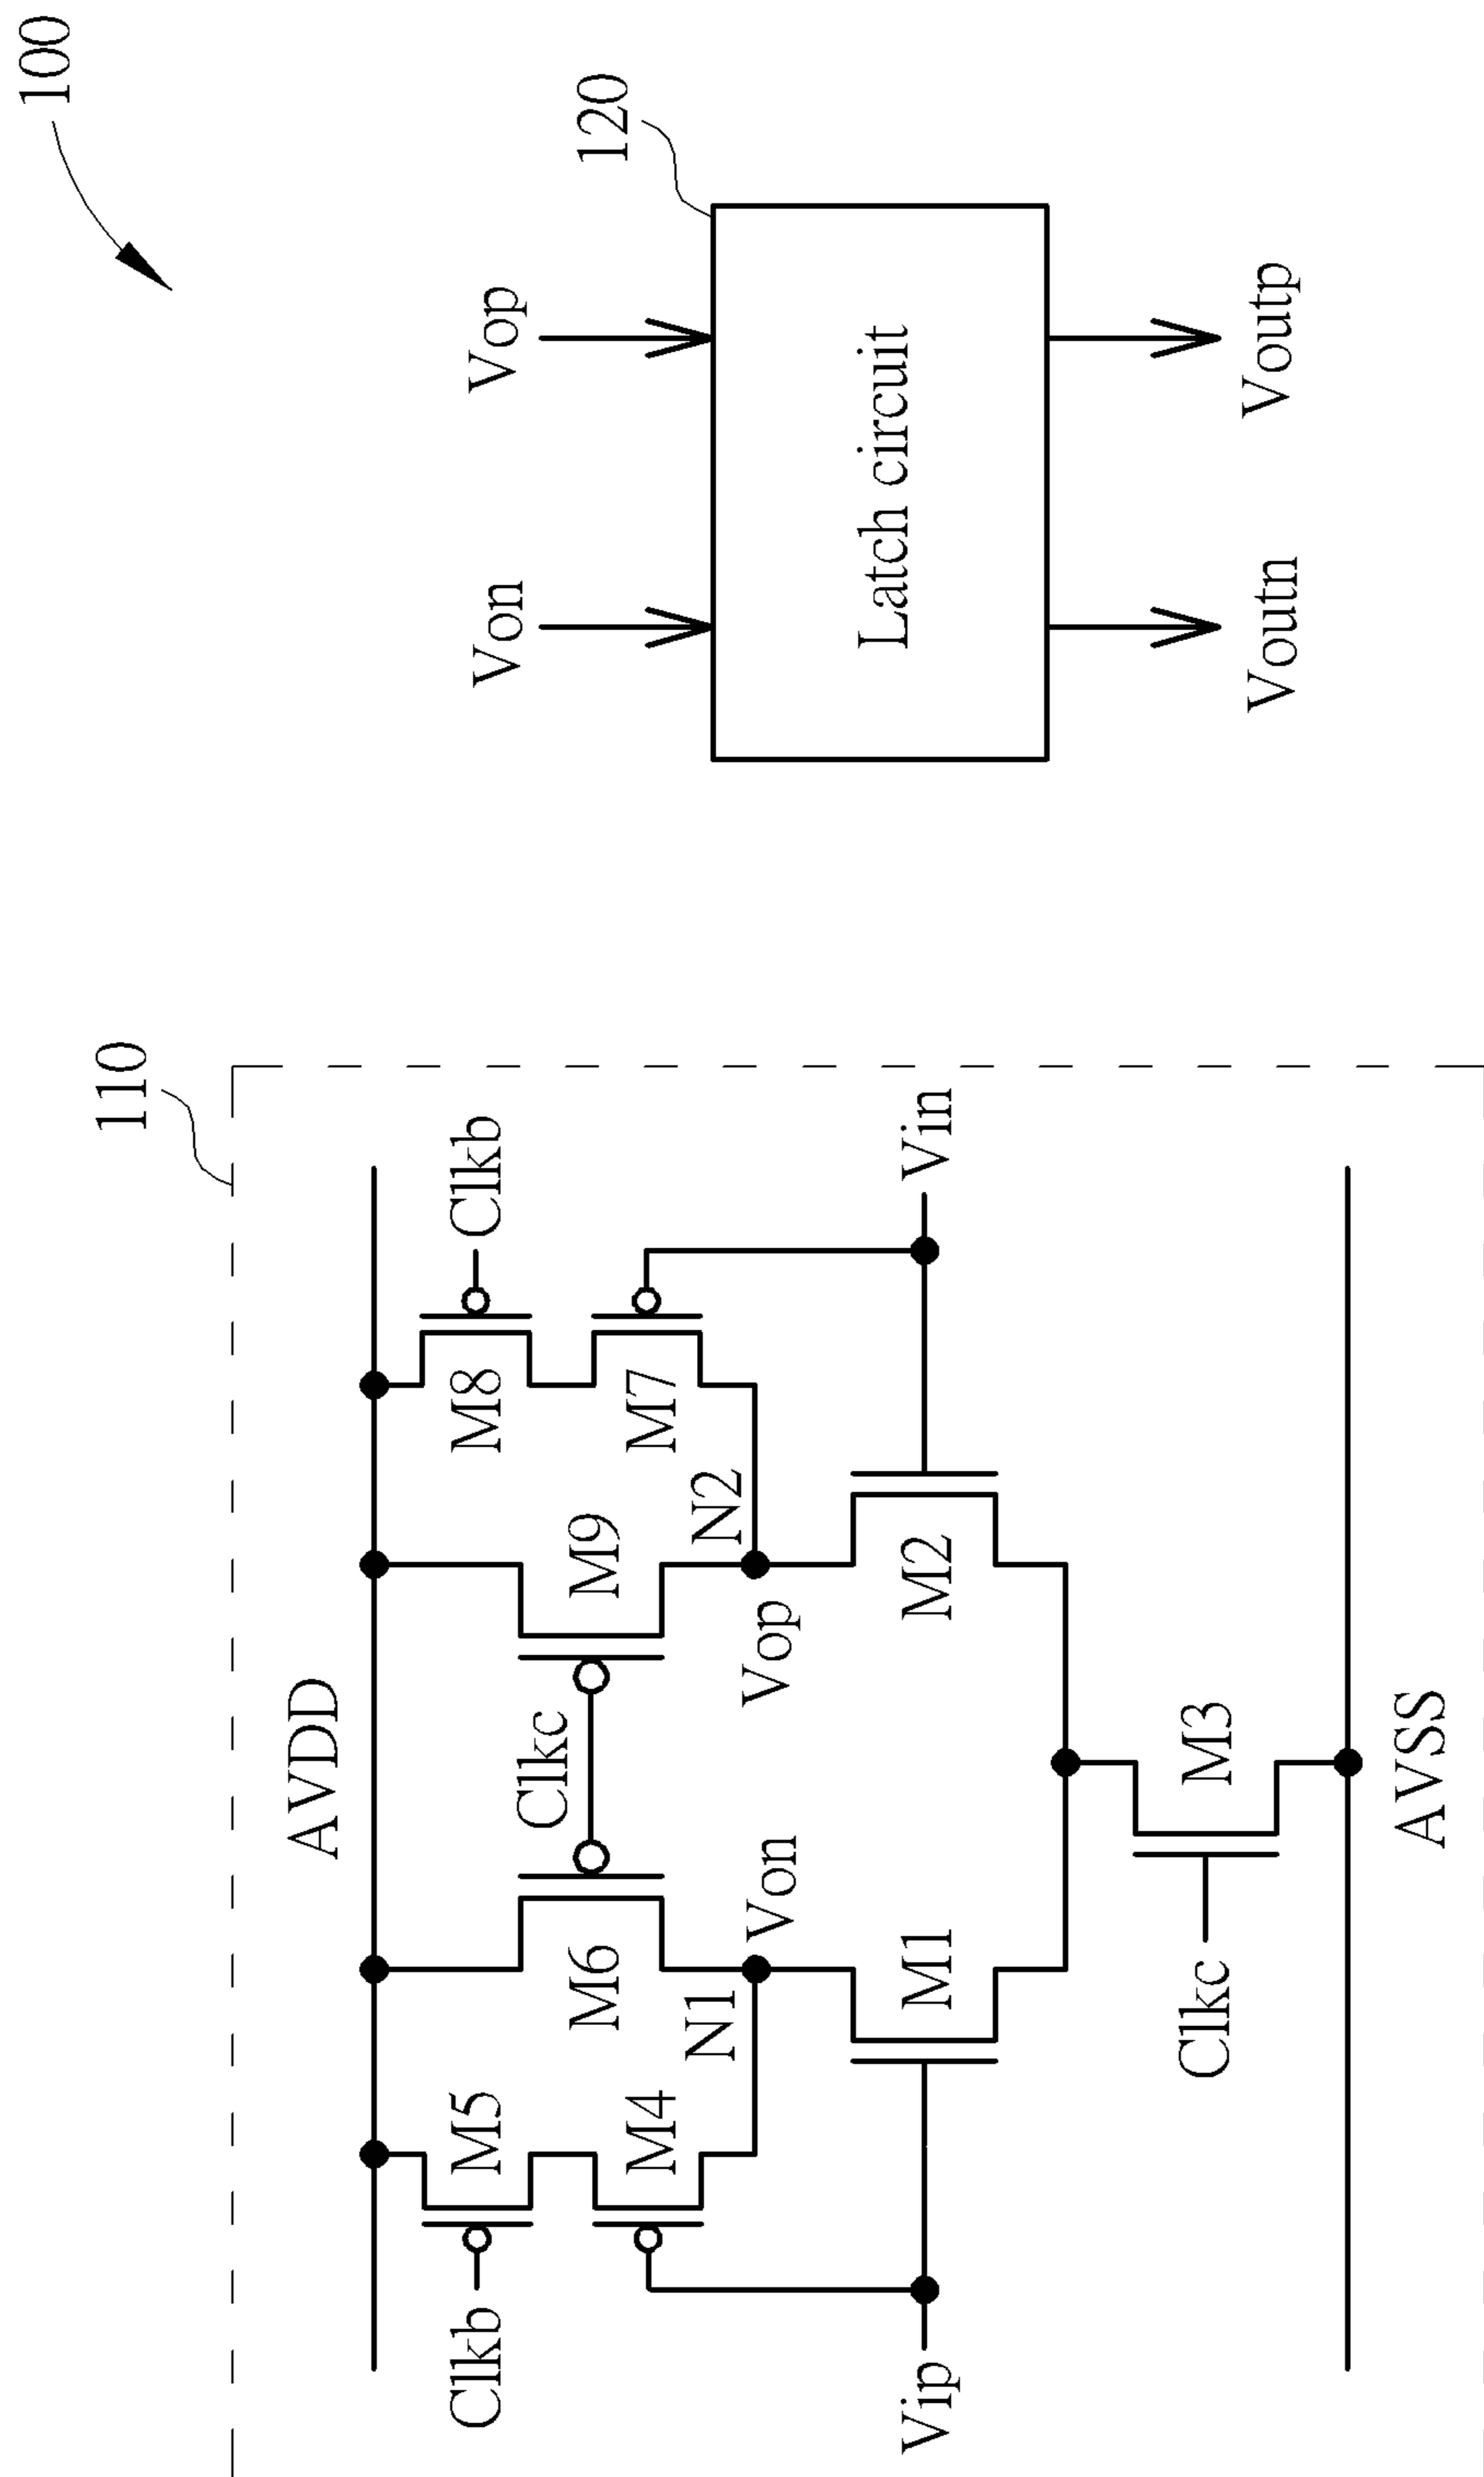 100
110
AVDD
Clkb
M5
M6
Clkc
M9
M8
Clkb
M4
M7
N1
N2
Von
Vop
Vip
M1
M2
Vin
Clkc
M3
AVSS
120
Von
Vop
Latch circuit
Voutn
Voutp